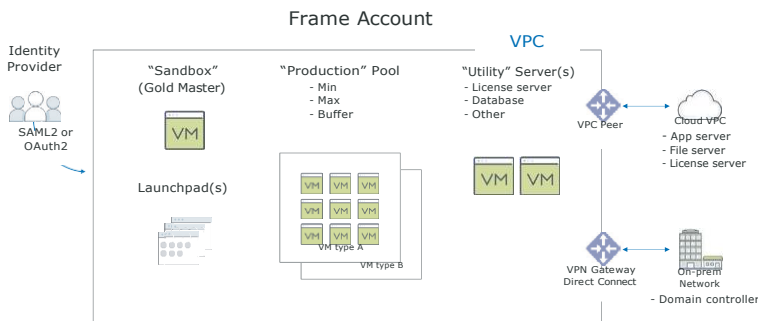 Frame Account
VPC
Identity
Provider
SAML2 or
OAuth2
“Sandbox”
(Gold Master)
VM
Launchpad(s)
“Production” Pool
- Min
- Max
- Buffer
VM VM VM
VM VM VM
VM VM VM
VM type A
VM type B
“Utility” Server(s)
- License server
- Database
- Other
VM VM
VPC Peer
Cloud VPC
- App server
- File server
- License server
VPN Gateway
Direct Connect
On-prem
Network
- Domain controller